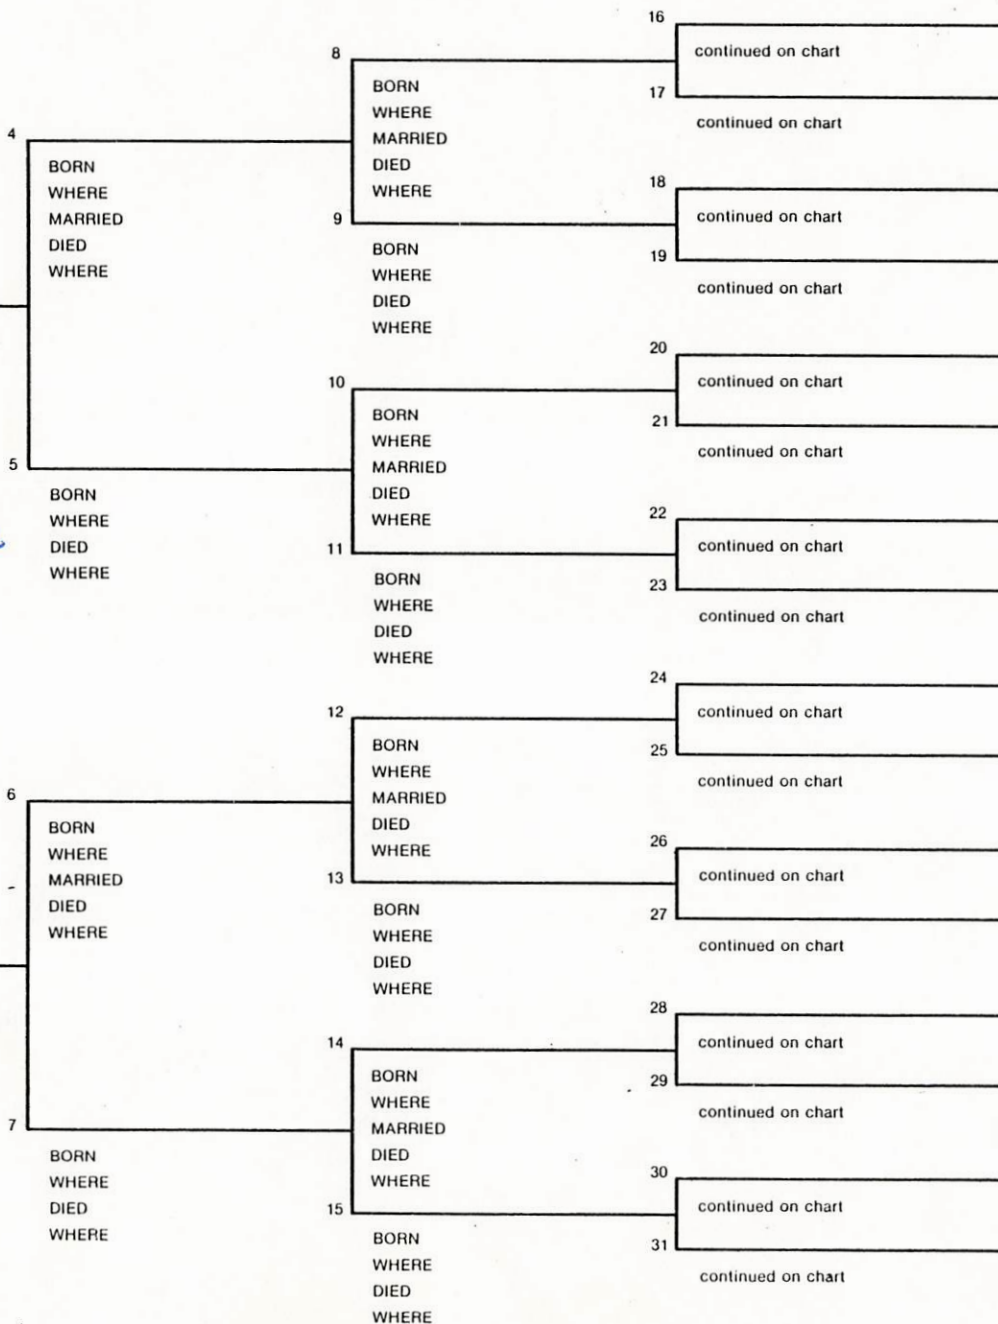 4
BORN
WHERE
MARRIED
DIED
WHERE
5
BORN
WHERE
DIED
WHERE
6
BORN
WHERE
MARRIED
DIED
WHERE
7
BORN
WHERE
DIED
WHERE
8
BORN
WHERE
MARRIED
DIED
WHERE
9
BORN
WHERE
DIED
WHERE
10
BORN
WHERE
MARRIED
DIED
WHERE
11
BORN
WHERE
DIED
WHERE
12
BORN
WHERE
MARRIED
DIED
WHERE
13
BORN
WHERE
DIED
WHERE
14
BORN
WHERE
MARRIED
DIED
WHERE
15
BORN
WHERE
DIED
WHERE
16
continued on chart
17
continued on chart
18
continued on chart
19
continued on chart
20
continued on chart
21
continued on chart
22
continued on chart
23
continued on chart
24
continued on chart
25
continued on chart
26
continued on chart
27
continued on chart
28
continued on chart
29
continued on chart
30
continued on chart
31
continued on chart